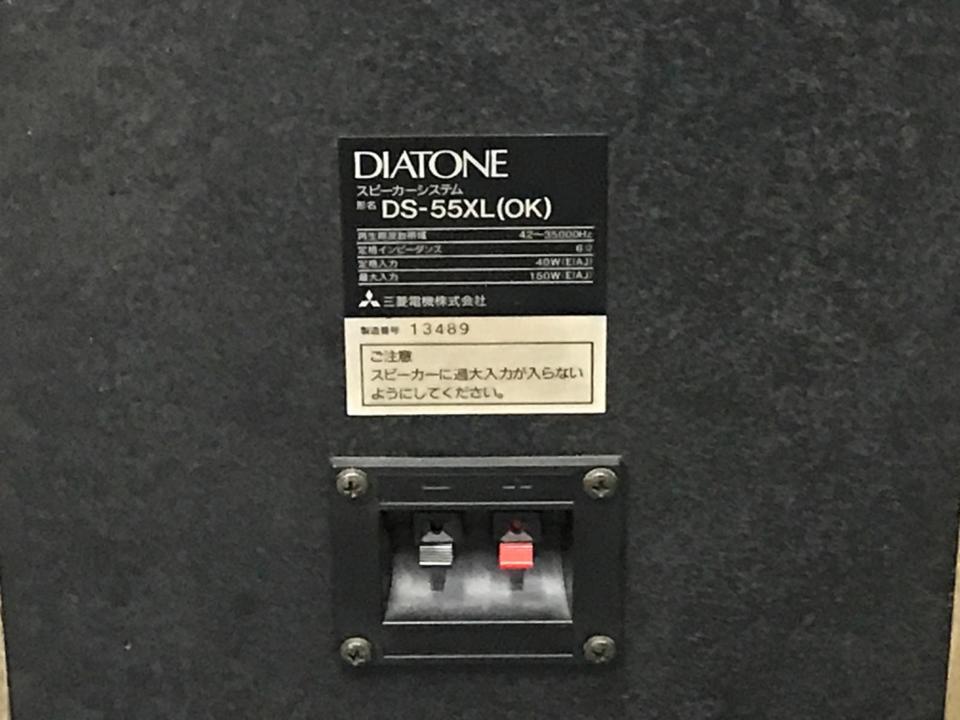 DIATONE
スピーカーシステム
形名 DS-55XL(OK)
再生周波数帯域 42〜35000Hz
定格インピーダンス 6Ω
定格入力 40W(EIAJ)
最大入力 150W(EIAJ)
三菱電機株式会社
製造番号 13489
ご注意
スピーカーに過大入力が入らない
ようにしてください。